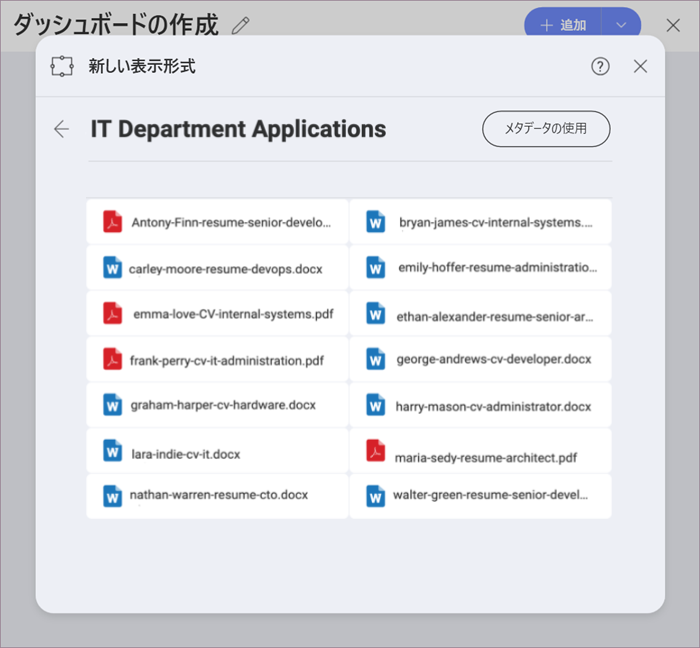 ダッシュボードの作成
追加
新しい表示形式
IT Department Applications
メタデータの使用
Antony-Finn-resume-senior-develo...
bryan-james-cv-internal-systems....
carley-moore-resume-devops.docx
emily-hoffer-resume-administratio...
emma-love-CV-internal-systems.pdf
ethan-alexander-resume-senior-ar...
frank-perry-cv-it-administration.pdf
george-andrews-cv-developer.docx
graham-harper-cv-hardware.docx
harry-mason-cv-administrator.docx
lara-indie-cv-it.docx
maria-sedy-resume-architect.pdf
nathan-warren-resume-cto.docx
walter-green-resume-senior-devel...